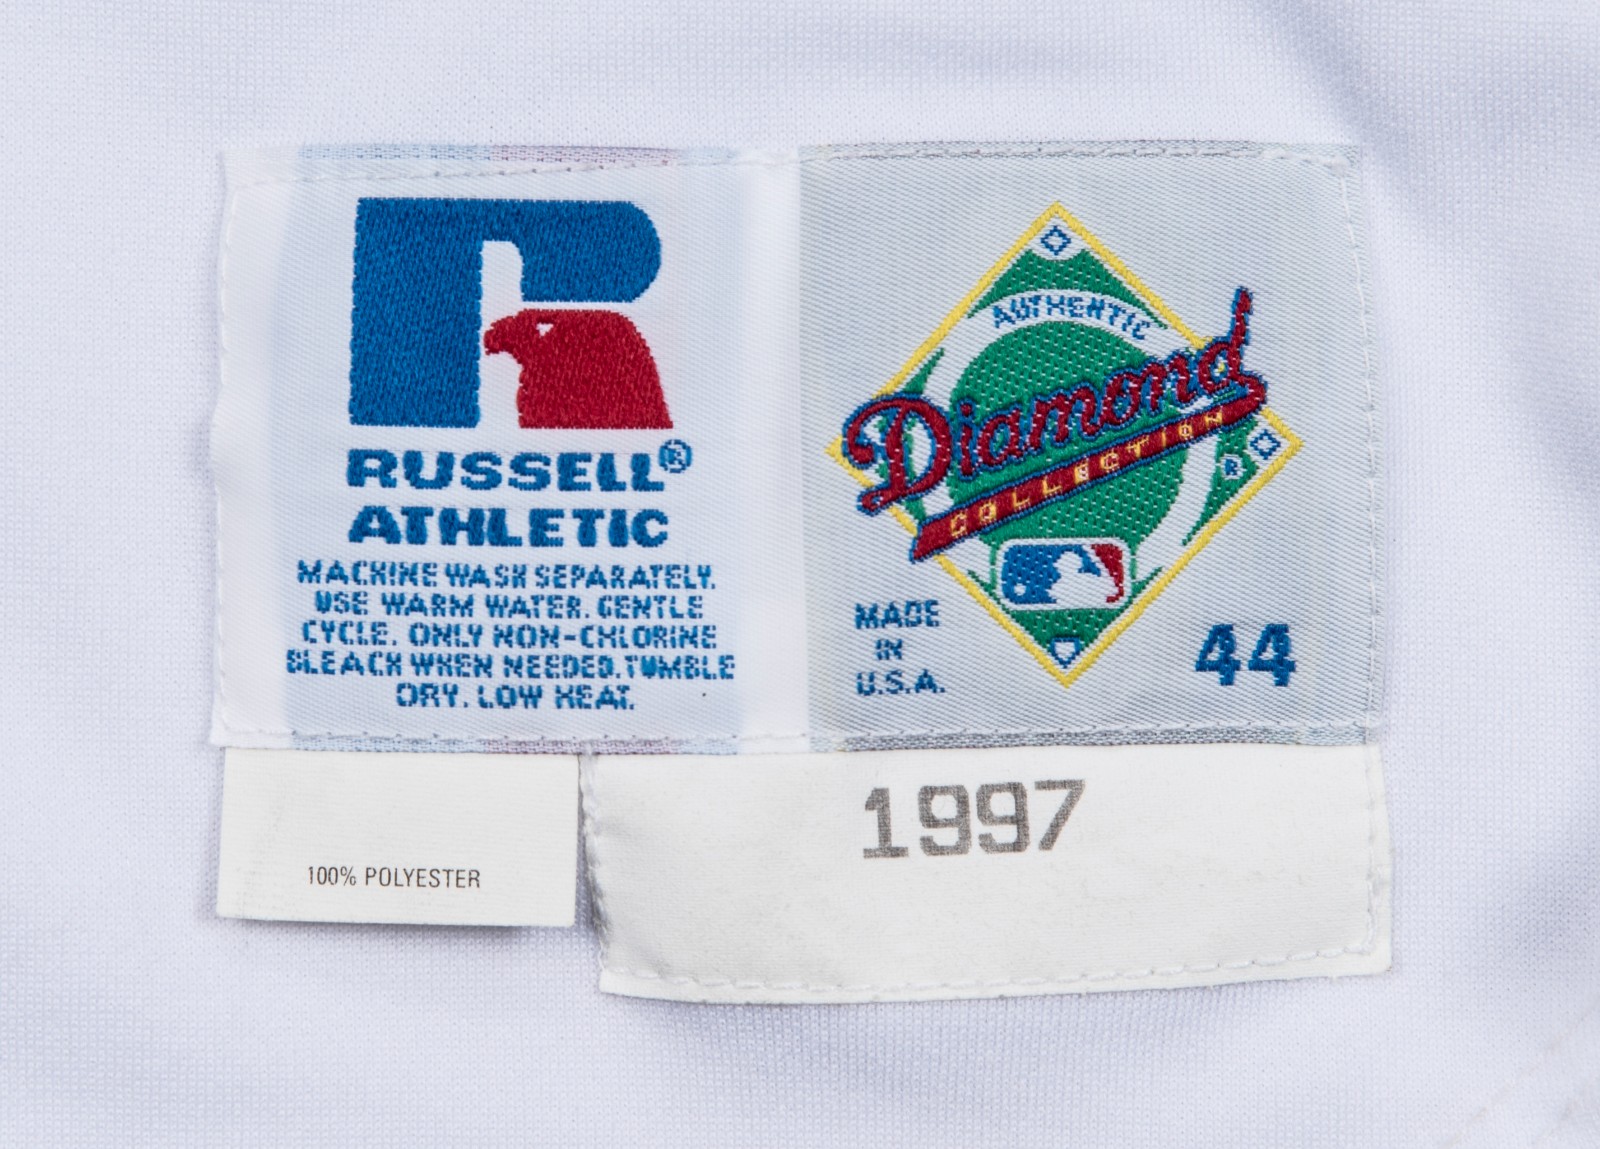 RUSSELL®
ATHLETIC
MACHINE WASH SEPARATELY.
USE WARM WATER. GENTLE
CYCLE. ONLY NON-CHLORINE
BLEACH WHEN NEEDED. TUMBLE
DRY. LOW HEAT.
AUTHENTIC
Diamond
COLLECTION
®
MADE
IN
U.S.A.
44
100% POLYESTER
1997